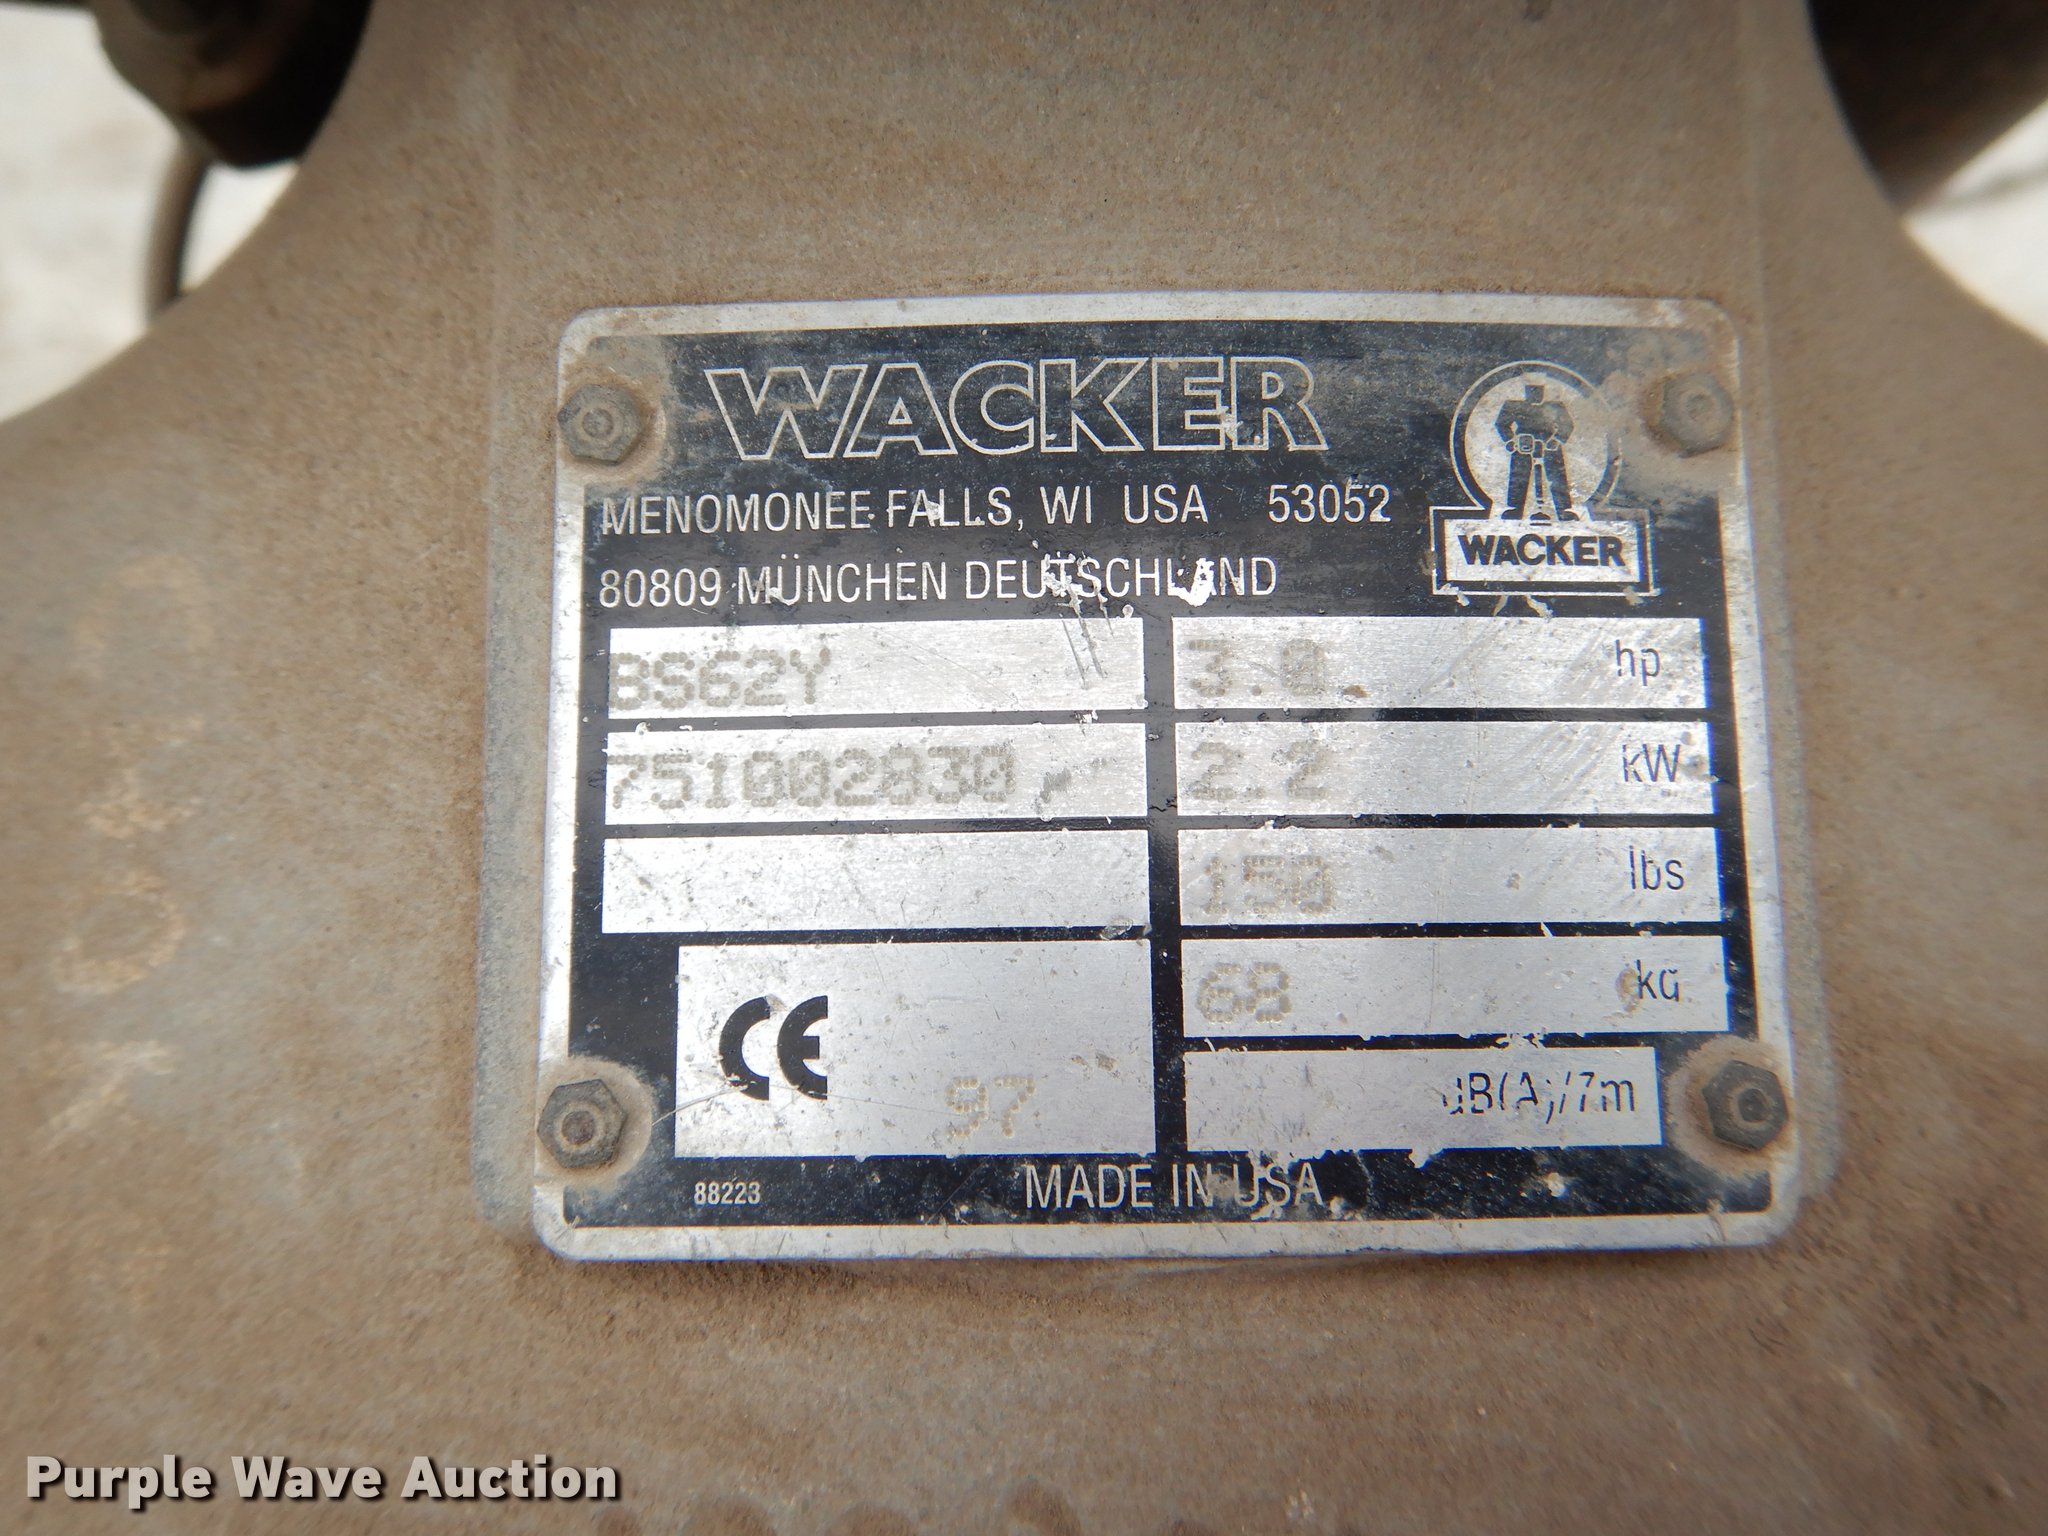 WACKER
MENOMONEE FALLS, WI USA 53052
WACKER
80809 MÜNCHEN DEUTSCHLAND
BS62Y 3.0 hp
751002830 2.2 kW
150 lbs
68 kg
CE 97 dB(A)/7m
88223 MADE IN USA
Purple Wave Auction